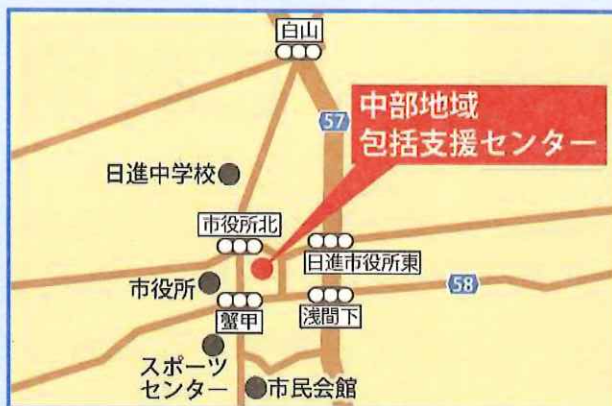 白山
57
中部地域
包括支援センター
日進中学校
市役所北
日進市役所東
市役所
58
蟹甲
浅間下
スポーツ
センター
市民会館